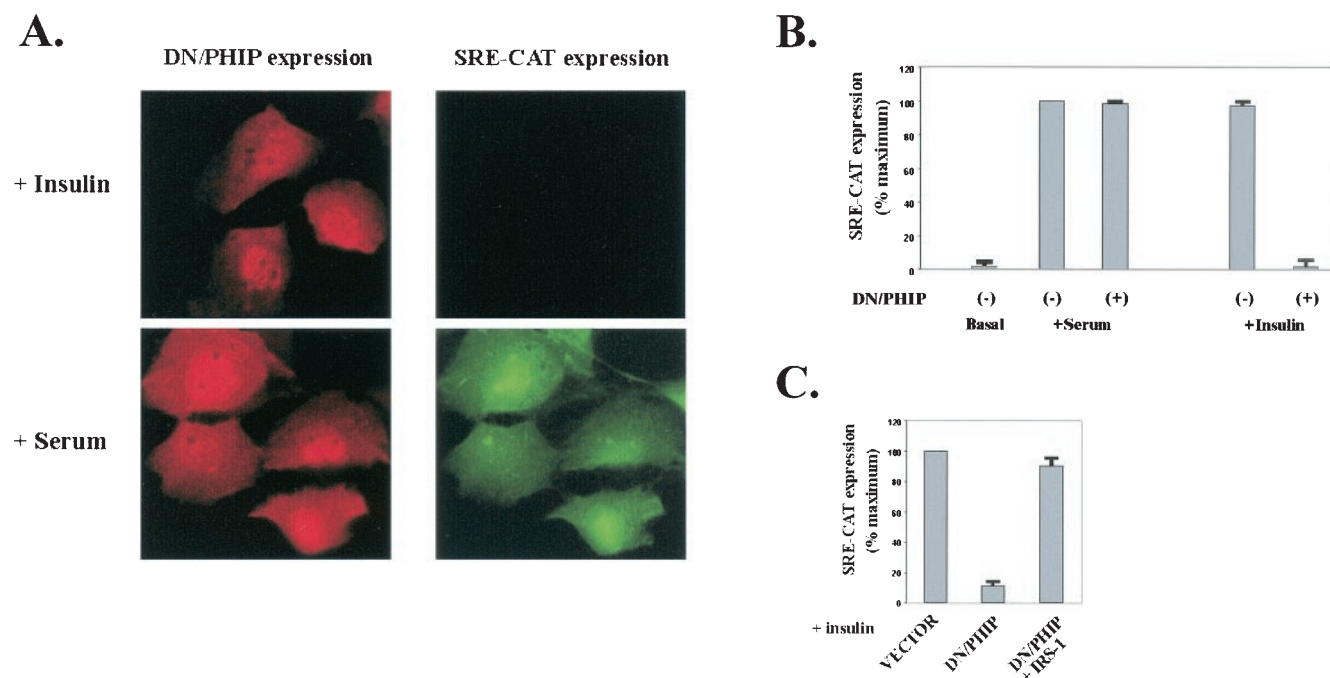 A.
DN/PHIP expression
SRE-CAT expression
+ Insulin
+ Serum
B.
SRE-CAT expression
(% maximum)
120
100
80
60
40
20
0
DN/PHIP
(-)
(-)
(+)
(-)
(+)
Basal
+Serum
+Insulin
C.
SRE-CAT expression
(% maximum)
120
100
80
60
40
20
0
+ insulin
VECTOR
DN/PHIP
DN/PHIP
+ IRS-1